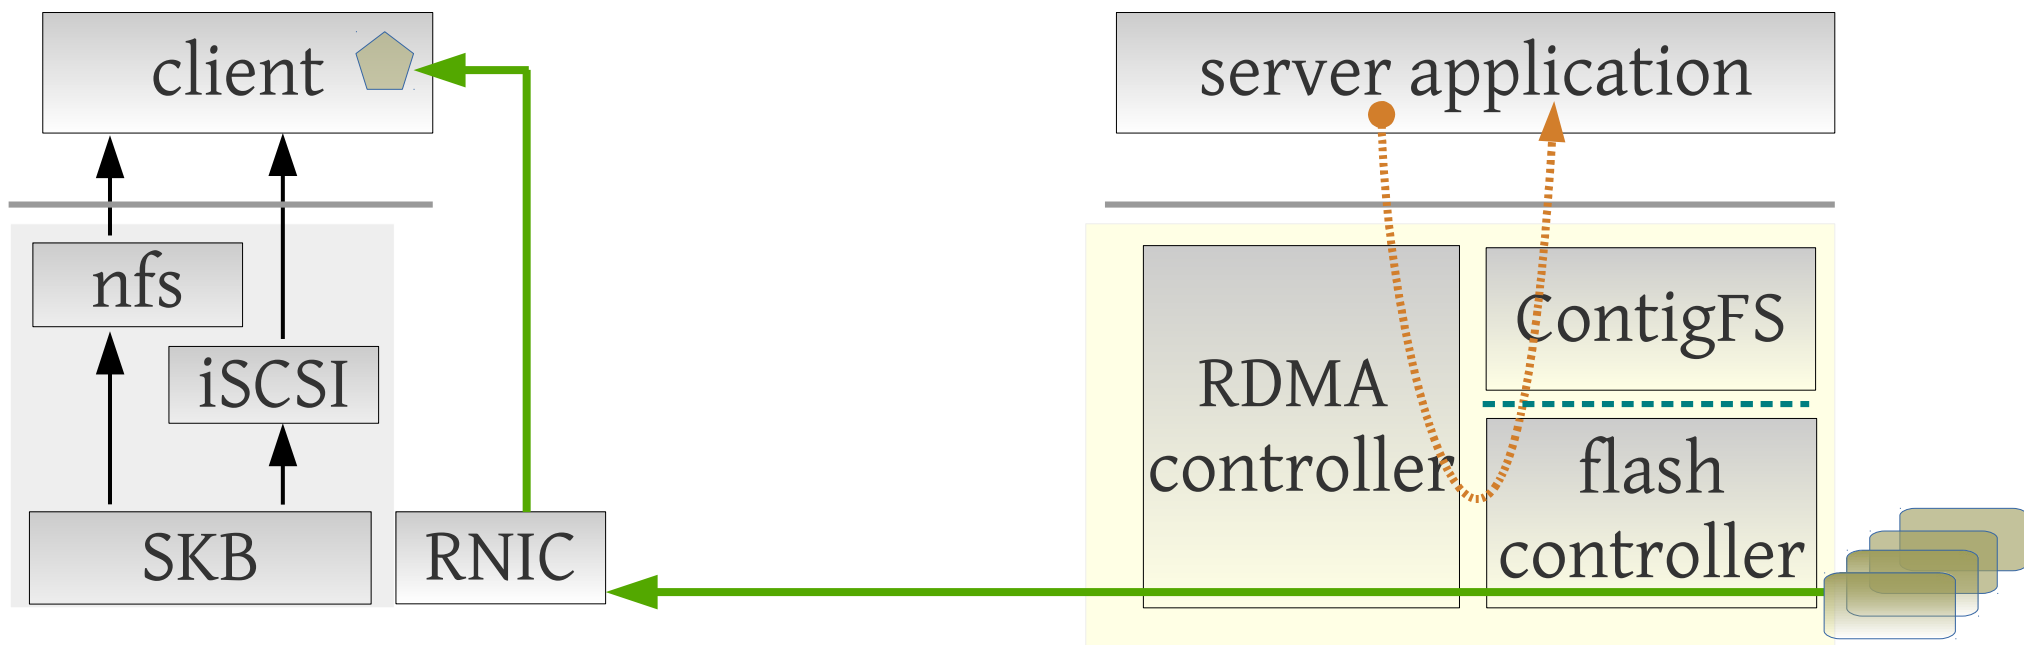 client
server application
nfs
iSCSI
SKB
RNIC
RDMA
controller
ContigFS
flash
controller